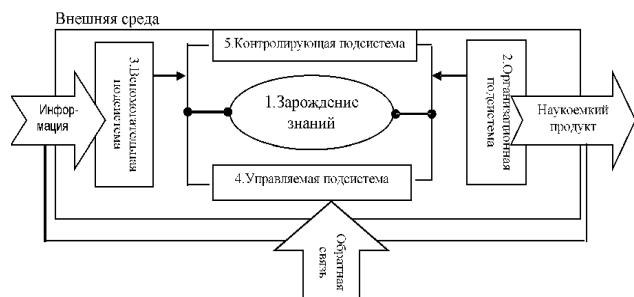 Внешняя среда
5.Контролирующая подсистема
3.Вспомогательная
подсистема
2.Организационная
подсистема
Инфор-
мация
1.Зарождение
знаний
Наукоемкий
продукт
4.Управляемая подсистема
Обратная
связь